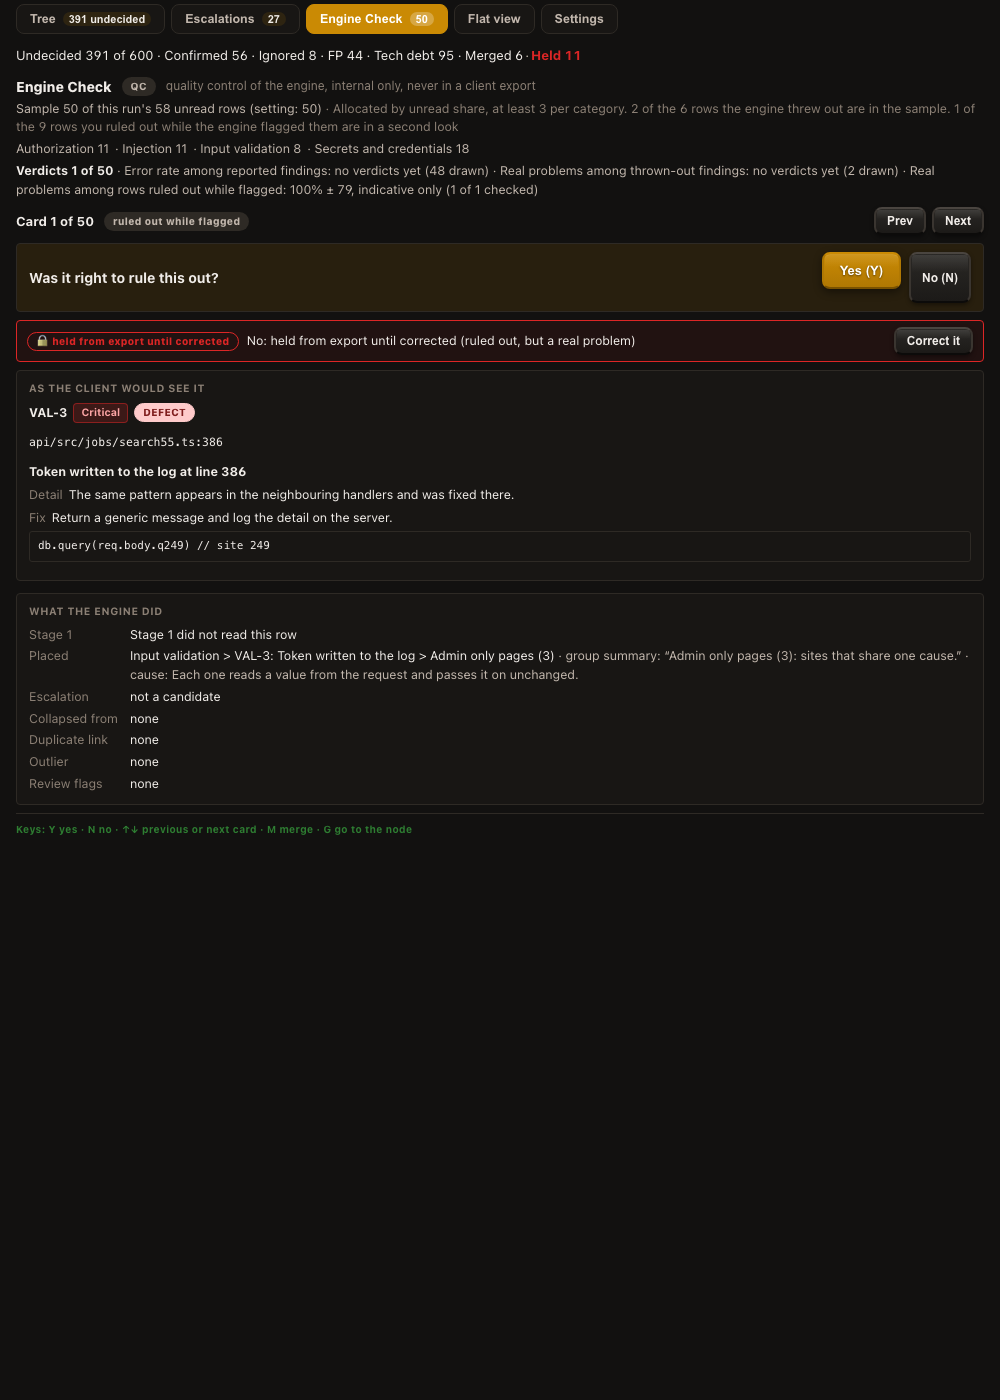 Tree 391 undecided Escalations 27 Engine Check 50 Flat view Settings
Undecided 391 of 600 · Confirmed 56 · Ignored 8 · FP 44 · Tech debt 95 · Merged 6 · Held 11
Engine Check QC quality control of the engine, internal only, never in a client export
Sample 50 of this run's 58 unread rows (setting: 50) · Allocated by unread share, at least 3 per category. 2 of the 6 rows the engine threw out are in the sample. 1 of
the 9 rows you ruled out while the engine flagged them are in a second look
Authorization 11 · Injection 11 · Input validation 8 · Secrets and credentials 18
Verdicts 1 of 50 · Error rate among reported findings: no verdicts yet (48 drawn) · Real problems among thrown-out findings: no verdicts yet (2 drawn) · Real
problems among rows ruled out while flagged: 100% ± 79, indicative only (1 of 1 checked)
Card 1 of 50 ruled out while flagged Prev Next
Was it right to rule this out? Yes (Y) No (N)
🔒 held from export until corrected No: held from export until corrected (ruled out, but a real problem) Correct it
AS THE CLIENT WOULD SEE IT
VAL-3 Critical DEFECT
api/src/jobs/search55.ts:386
Token written to the log at line 386
Detail The same pattern appears in the neighbouring handlers and was fixed there.
Fix Return a generic message and log the detail on the server.
db.query(req.body.q249) // site 249
WHAT THE ENGINE DID
Stage 1 Stage 1 did not read this row
Placed Input validation > VAL-3: Token written to the log > Admin only pages (3) · group summary: “Admin only pages (3): sites that share one cause.” ·
cause: Each one reads a value from the request and passes it on unchanged.
Escalation not a candidate
Collapsed from none
Duplicate link none
Outlier none
Review flags none
Keys: Y yes · N no · ↑↓ previous or next card · M merge · G go to the node